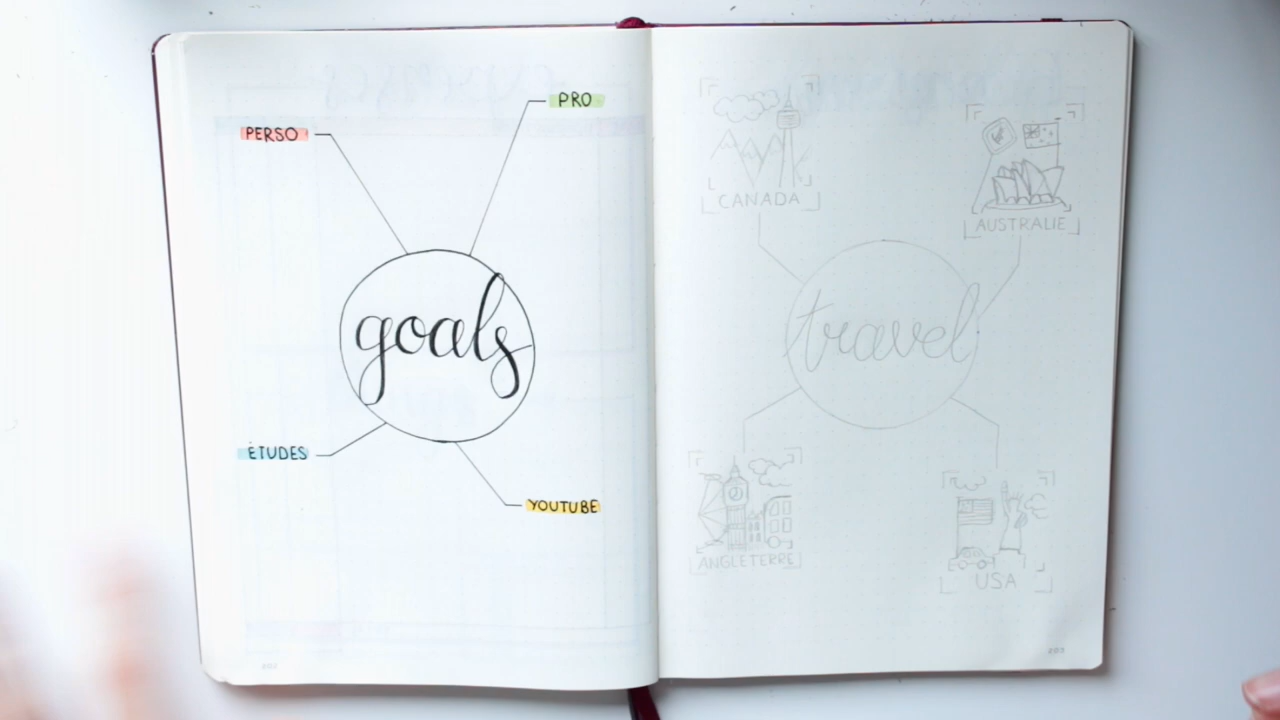 PRO
PERSO
goals
ÉTUDES
YOUTUBE
CANADA
AUSTRALIE
travel
ANGLETERRE
USA